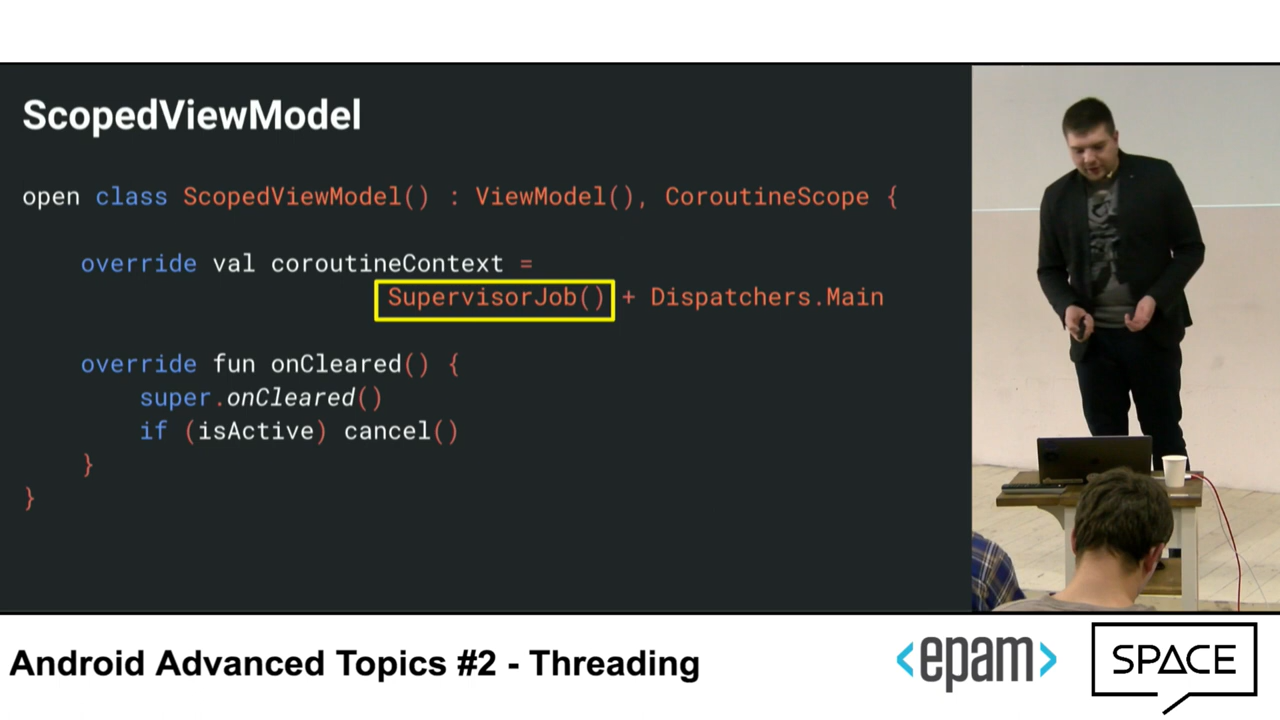 ScopedViewModel
open class ScopedViewModel() : ViewModel(), CoroutineScope {
override val coroutineContext =
SupervisorJob() + Dispatchers.Main
override fun onCleared() {
super.onCleared()
if (isActive) cancel()
}
}
Android Advanced Topics #2 - Threading
<epam>
SPACE